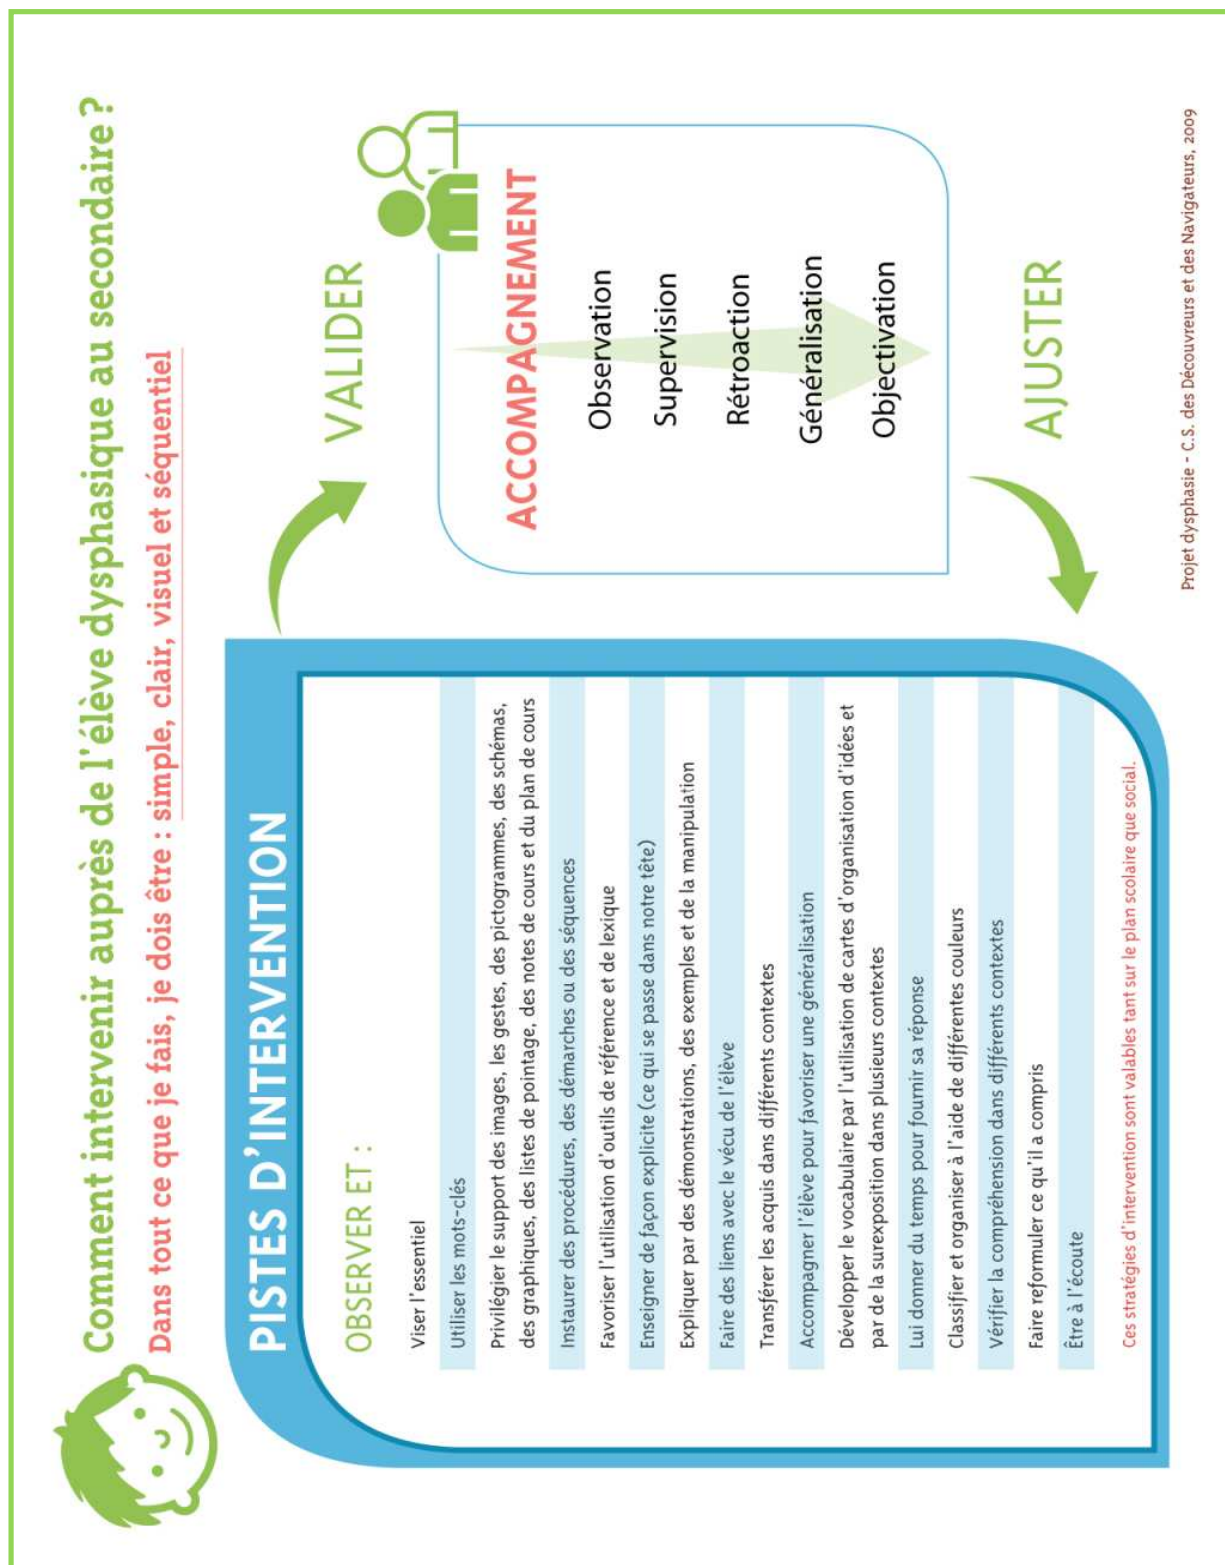 Comment intervenir auprès de l'élève dysphasique au secondaire ?
Dans tout ce que je fais, je dois être : simple, clair, visuel et séquentiel
PISTES D'INTERVENTION
OBSERVER ET :
Viser l'essentiel
Utiliser les mots-clés
Privilégier le support des images, les gestes, des pictogrammes, des schémas,
des graphiques, des listes de pointage, des notes de cours et du plan de cours
Instaurer des procédures, des démarches ou des séquences
Favoriser l'utilisation d'outils de référence et de lexique
Enseigner de façon explicite (ce qui se passe dans notre tête)
Expliquer par des démonstrations, des exemples et de la manipulation
Faire des liens avec le vécu de l'élève
Transférer les acquis dans différents contextes
Accompagner l'élève pour favoriser une généralisation
Développer le vocabulaire par l'utilisation de cartes d'organisation d'idées et
par de la surexposition dans plusieurs contextes
Lui donner du temps pour fournir sa réponse
Classifier et organiser à l'aide de différentes couleurs
Vérifier la compréhension dans différents contextes
Faire reformuler ce qu'il a compris
Être à l'écoute
Ces stratégies d'intervention sont valables tant sur le plan scolaire que social.
VALIDER
ACCOMPAGNEMENT
Observation
Supervision
Rétroaction
Généralisation
Objectivation
AJUSTER
Projet dysphasie - C.S. des Découvreurs et des Navigateurs, 2009